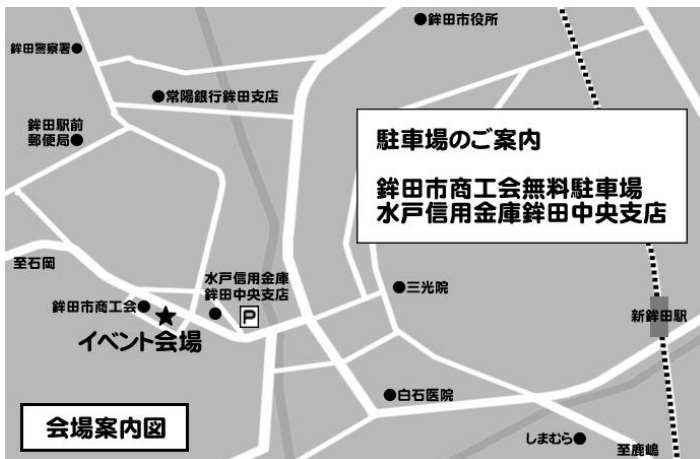 ●鉾田市役所
鉾田警察署●
●常陽銀行鉾田支店
鉾田駅前
郵便局●
駐車場のご案内
鉾田市商工会無料駐車場
水戸信用金庫鉾田中央支店
至石岡
水戸信用金庫
鉾田中央支店
●三光院
鉾田市商工会●
P
★
イベント会場
新鉾田駅
●白石医院
会場案内図
しまむら●
至鹿嶋